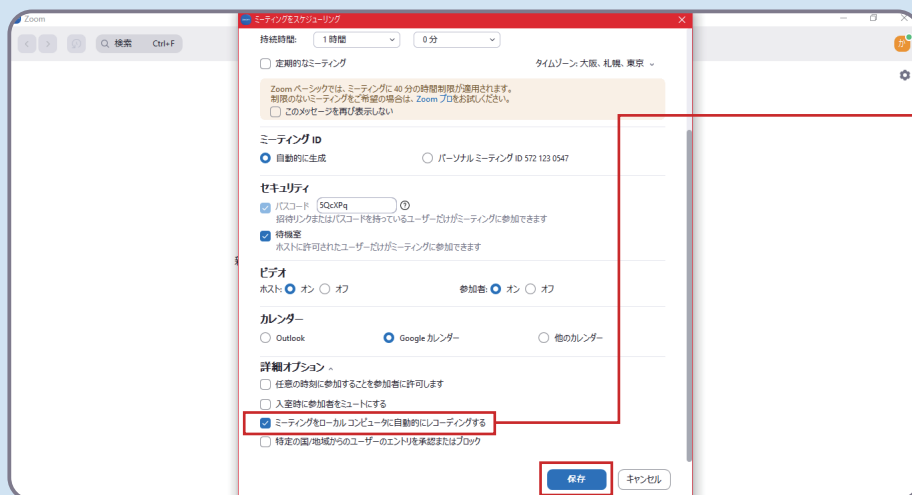 Zoom
ミーティングをスケジューリング
検索 Ctrl+F
か
持続時間: 1 時間 0 分
定期的なミーティング
タイムゾーン: 大阪、札幌、東京
Zoom ベーシックでは、ミーティングに 40 分の時間制限が適用されます。
制限のないミーティングをご希望の場合は、Zoom プロをお試しください。
このメッセージを再び表示しない
ミーティング ID
自動的に生成
パーソナル ミーティング ID 572 123 0547
セキュリティ
パスコード 5QcXPq
招待リンクまたはパスコードを持っているユーザーだけがミーティングに参加できます
待機室
ホストに許可されたユーザーだけがミーティングに参加できます
ビデオ
ホスト: オン オフ 参加者: オン オフ
カレンダー
Outlook Google カレンダー 他のカレンダー
詳細オプション
任意の時刻に参加することを参加者に許可します
入室時に参加者をミュートにする
ミーティングをローカル コンピュータに自動的にレコーディングする
特定の国/地域からのユーザーのエントリを承認またはブロック
保存 キャンセル